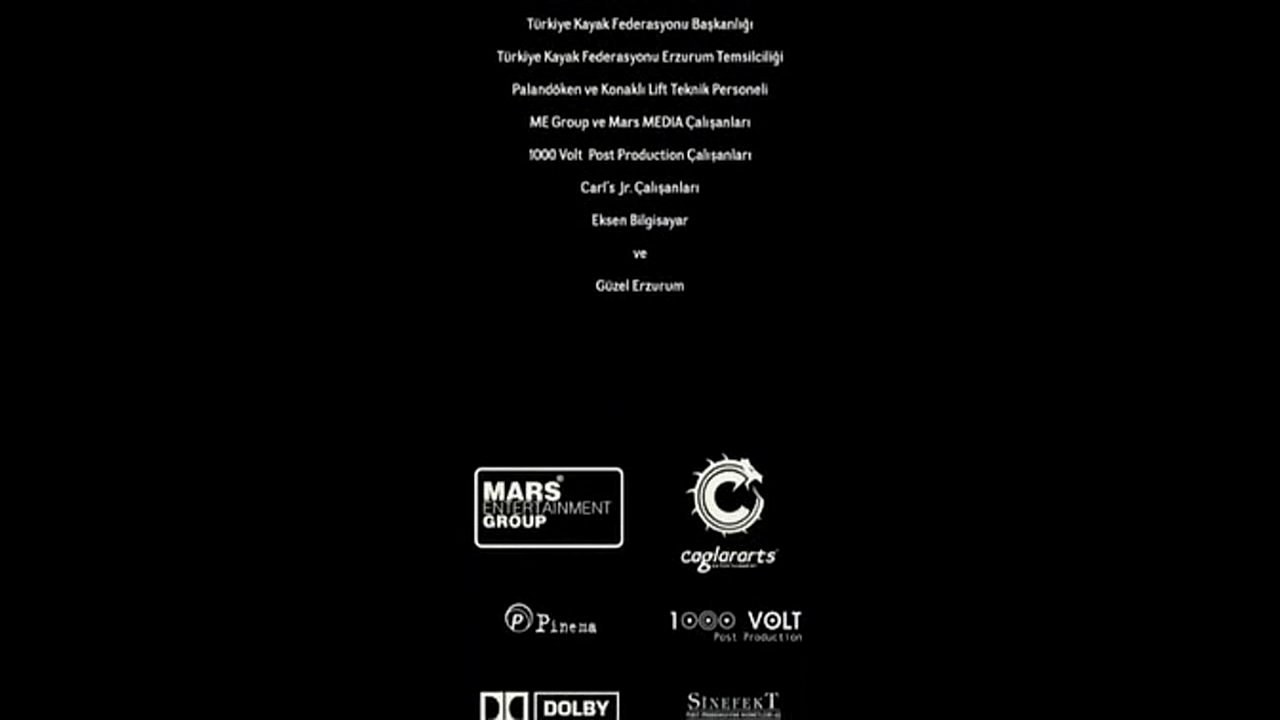 Türkiye Kayak Federasyonu Başkanlığı
Türkiye Kayak Federasyonu Erzurum Temsilciliği
Palandöken ve Konaklı Lift Teknik Personeli
ME Group ve Mars MEDIA Çalışanları
1000 Volt Post Production Çalışanları
Carl's Jr. Çalışanları
Eksen Bilgisayar
ve
Güzel Erzurum
MARS®
ENTERTAINMENT
GROUP
C
caglararts
P Pinema
1000 VOLT
Post Production
DOLBY
SİNEFEKT